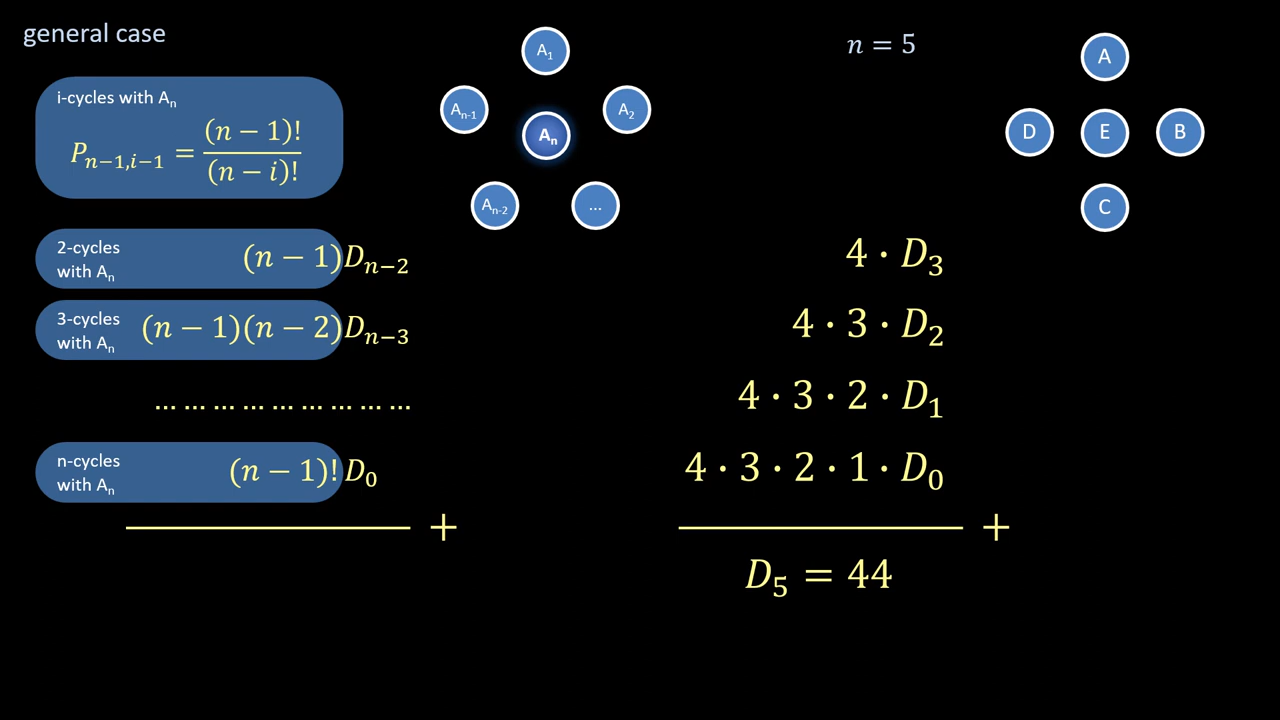 general case
i-cycles with Aₙ
Pₙ₋₁,ᵢ₋₁ = (n − 1)! / (n − i)!
2-cycles
with Aₙ
(n − 1)Dₙ₋₂
3-cycles
with Aₙ
(n − 1)(n − 2)Dₙ₋₃
... ... ... ... ... ... ... ... ...
n-cycles
with Aₙ
(n − 1)! D₀
+
A₁
Aₙ₋₁
Aₙ
A₂
Aₙ₋₂
...
n = 5
A
D
E
B
C
4 · D₃
4 · 3 · D₂
4 · 3 · 2 · D₁
4 · 3 · 2 · 1 · D₀
+
D₅ = 44